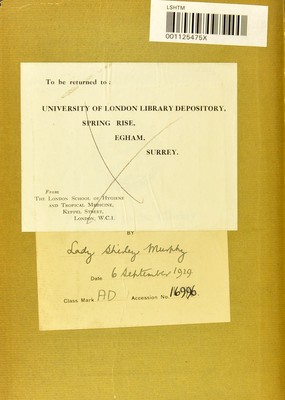 LSHTM
001125475X
To be returned to:
UNIVERSITY OF LONDON LIBRARY DEPOSITORY,
SPRING RISE,
EGHAM,
SURREY.
From
THE LONDON SCHOOL OF HYGIENE
AND TROPICAL MEDICINE,
KEPPEL STREET,
LONDON, W.C.1.
BY
Lady Shirley Murphy
Date 6 September 1929
Class Mark AD Accession No. 16996.